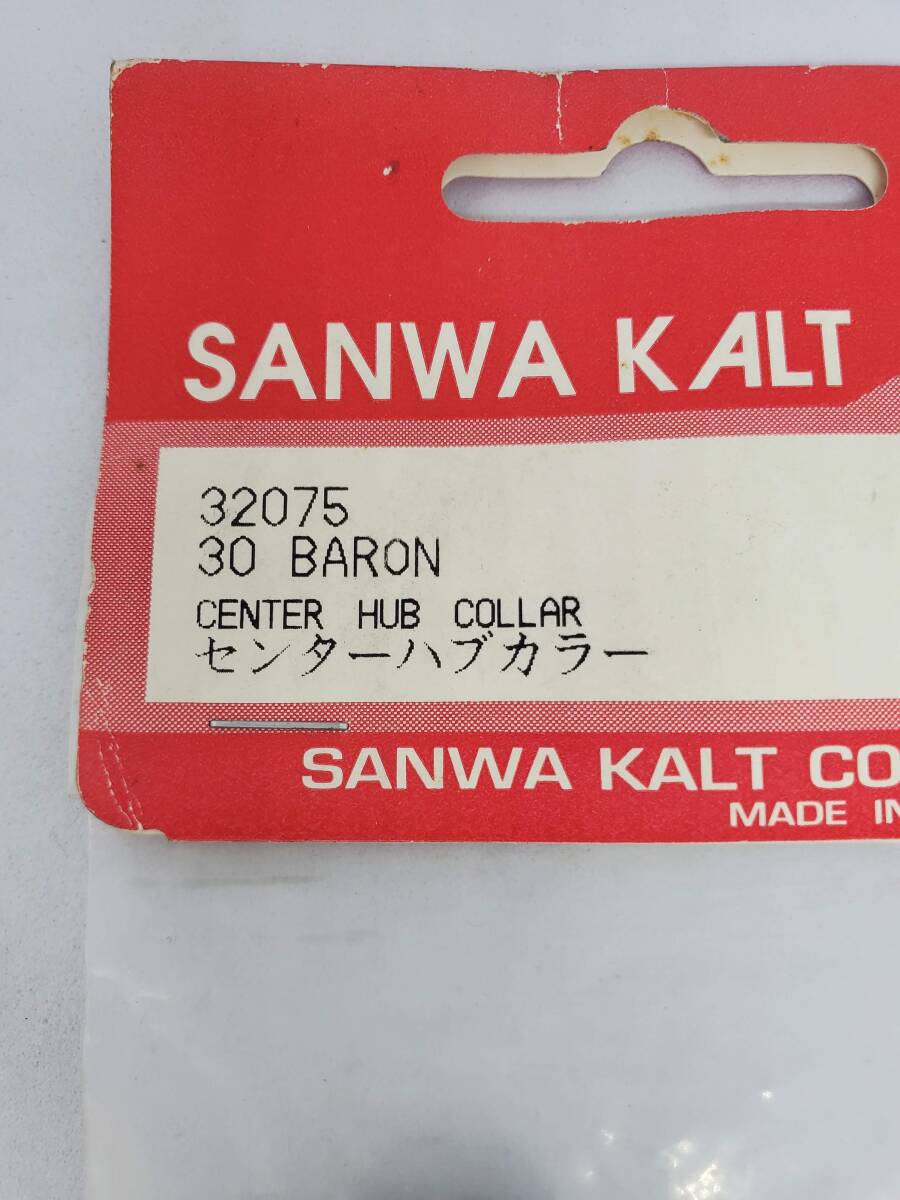 SANWA KALT
32075
30 BARON
CENTER HUB COLLAR
センターハブカラー
SANWA KALT CO
MADE IN